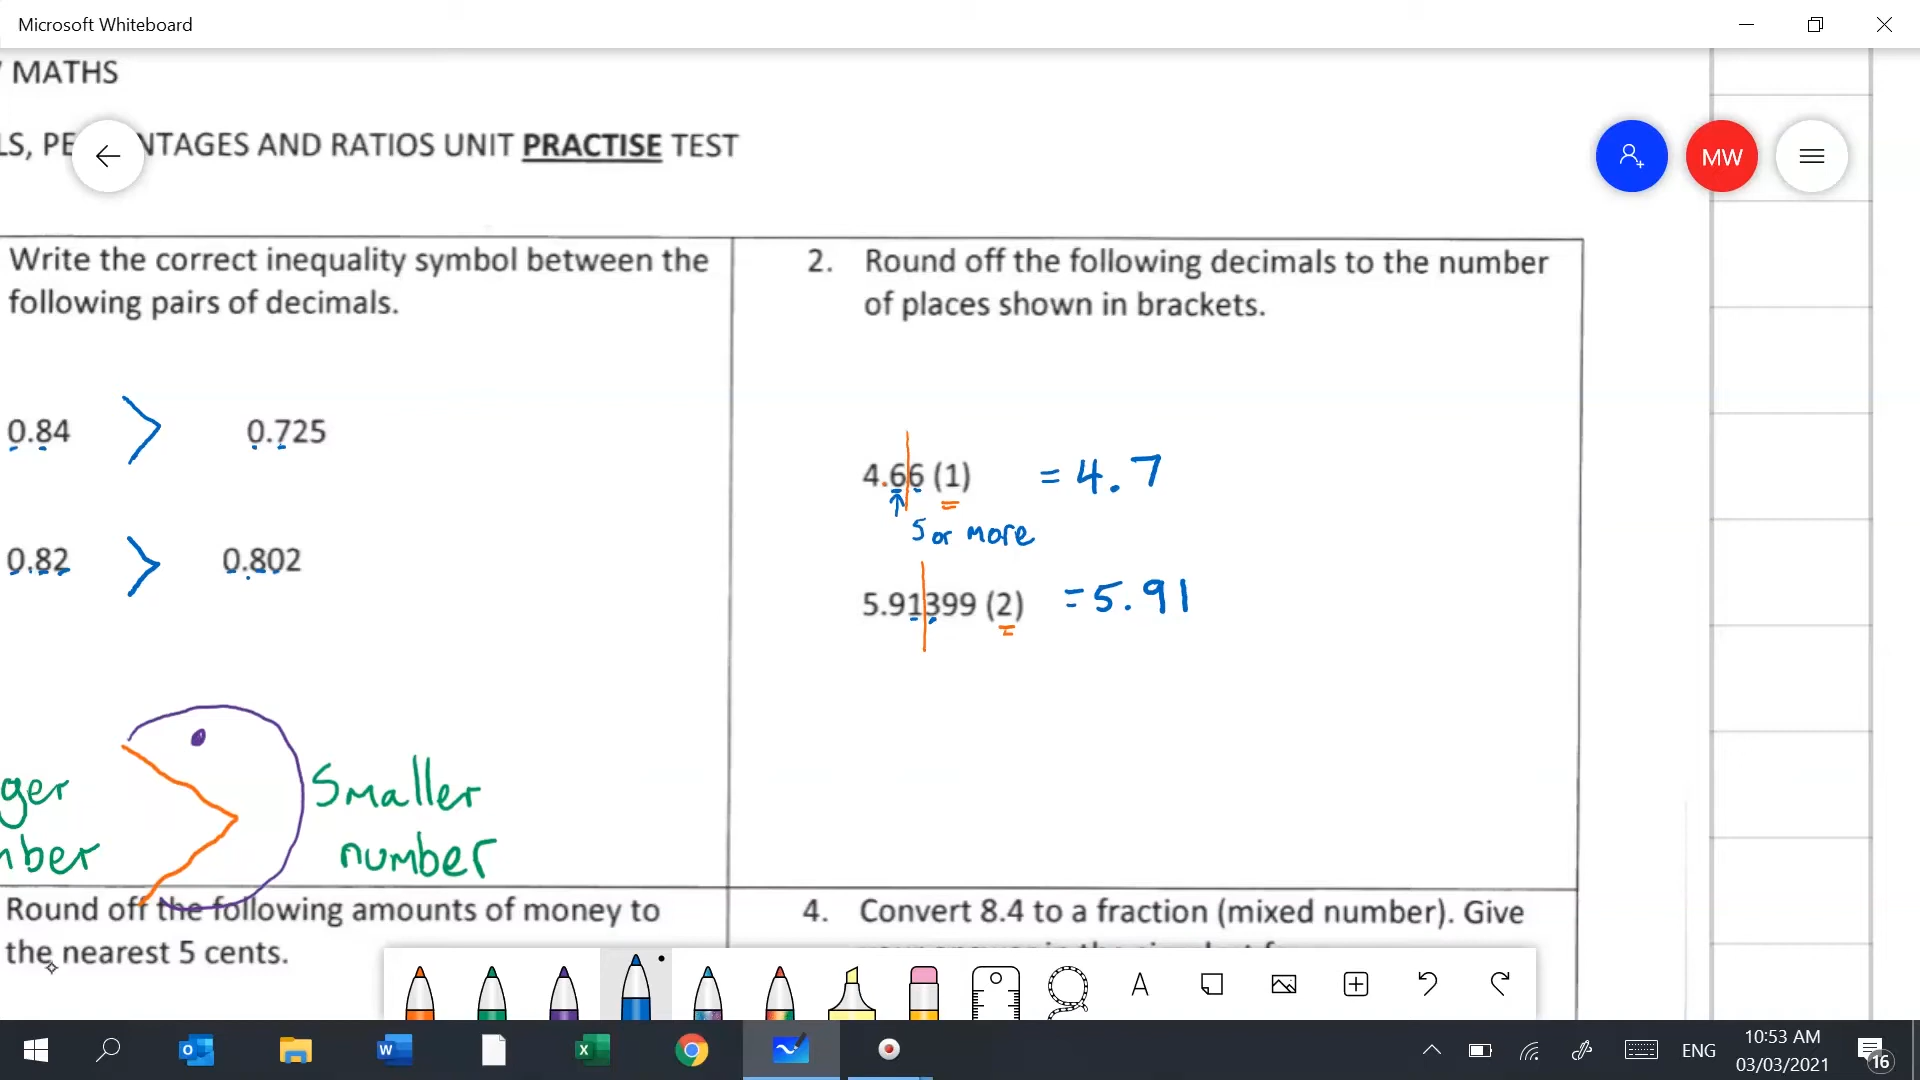 Microsoft Whiteboard
MATHS
LS, PE NTAGES AND RATIOS UNIT PRACTISE TEST
MW
Write the correct inequality symbol between the
following pairs of decimals.
0.84 > 0.725
0.82 > 0.802
ger
nber
Smaller
number
2. Round off the following decimals to the number
of places shown in brackets.
4.66 (1) = 4.7
5 or more
5.91399 (2) = 5.91
Round off the following amounts of money to
the nearest 5 cents.
4. Convert 8.4 to a fraction (mixed number). Give
A
ENG
10:53 AM
03/03/2021
16